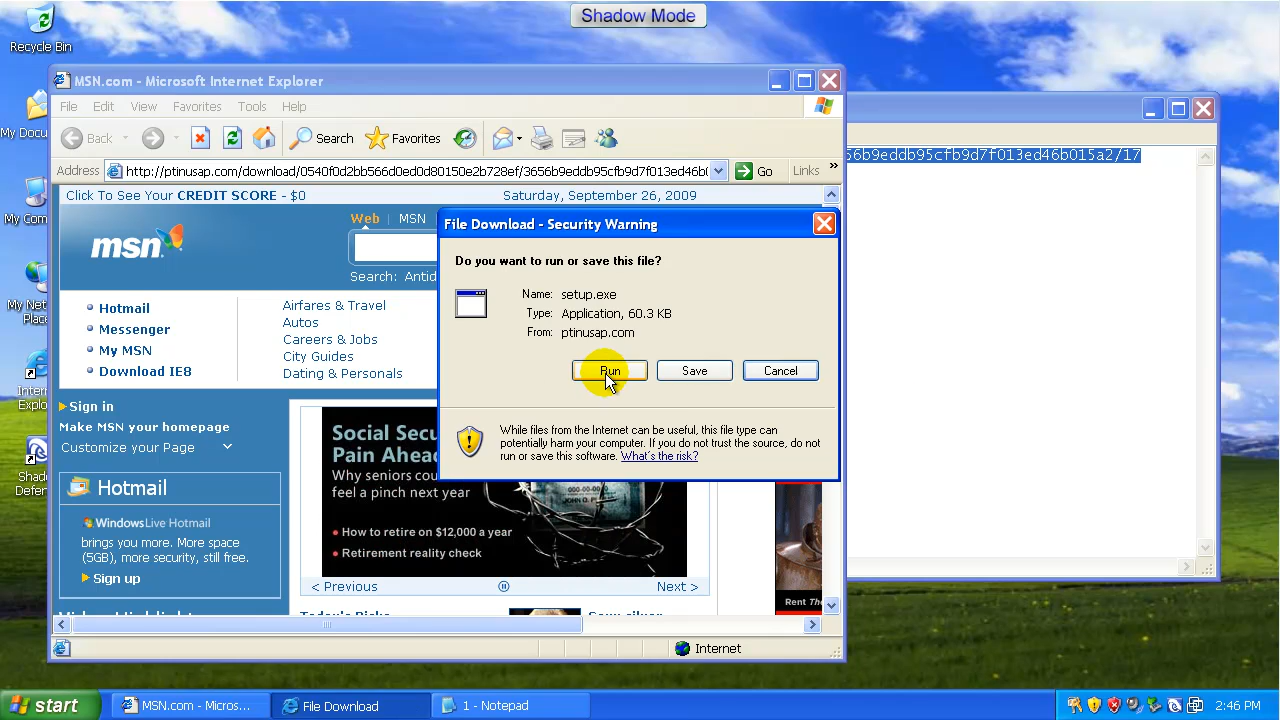 Shadow Mode
Recycle Bin
My Docu
My Com
My Net
Place
Intern
Explo
Shad
Defen
MSN.com - Microsoft Internet Explorer
File Edit View Favorites Tools Help
Back Search Favorites
Address http://ptinusap.com/download/0540f0d2bb566d0ed0d80150e2b7295f/3656b9eddb95cfb9d7f013ed46b Go Links »
56b9eddb95cfb9d7f013ed46b015a2/17
Click To See Your CREDIT SCORE - $0 Saturday, September 26, 2009
Web | MSN
msn
Search: Antid
Hotmail
Messenger
My MSN
Download IE8
Airfares & Travel
Autos
Careers & Jobs
City Guides
Dating & Personals
Sign in
Make MSN your homepage
Customize your Page
Hotmail
WindowsLive Hotmail
brings you more. More space
(5GB), more security, still free.
Sign up
Social Secu
Pain Ahead
Why seniors cou
feel a pinch next year
How to retire on $12,000 a year
Retirement reality check
< Previous Next >
Rent The
File Download - Security Warning
Do you want to run or save this file?
Name: setup.exe
Type: Application, 60.3 KB
From: ptinusap.com
Run Save Cancel
While files from the Internet can be useful, this file type can
potentially harm your computer. If you do not trust the source, do not
run or save this software. What's the risk?
Internet
start MSN.com - Micros... File Download 1 - Notepad 2:46 PM